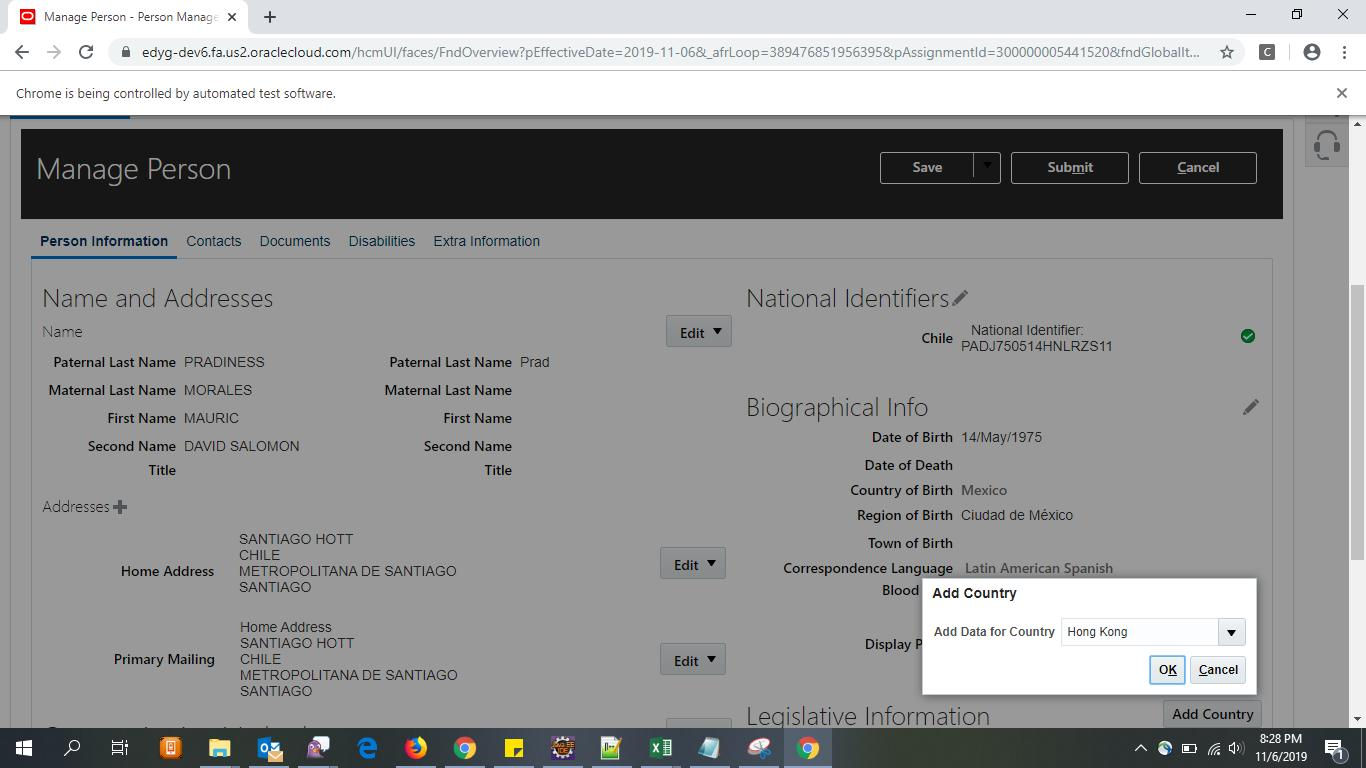 Manage Person - Person Manage
edyg-dev6.fa.us2.oraclecloud.com/hcmUI/faces/FndOverview?pEffectiveDate=2019-11-06&_afrLoop=389476851956395&pAssignmentId=300000005441520&fndGlobalIt...
Chrome is being controlled by automated test software.
Manage Person
Save
Submit
Cancel
Person Information Contacts Documents Disabilities Extra Information
Name and Addresses
Name
Edit
Paternal Last Name PRADINESS Paternal Last Name Prad
Maternal Last Name MORALES Maternal Last Name
First Name MAURIC First Name
Second Name DAVID SALOMON Second Name
Title Title
Addresses
Home Address
SANTIAGO HOTT
CHILE
METROPOLITANA DE SANTIAGO
SANTIAGO
Edit
Primary Mailing
Home Address
SANTIAGO HOTT
CHILE
METROPOLITANA DE SANTIAGO
SANTIAGO
Edit
National Identifiers
Chile
National Identifier:
PADJ750514HNLRZS11
Biographical Info
Date of Birth 14/May/1975
Date of Death
Country of Birth Mexico
Region of Birth Ciudad de México
Town of Birth
Correspondence Language Latin American Spanish
Blood
Display P
Add Country
Add Data for Country Hong Kong
OK
Cancel
Legislative Information
Add Country
8:28 PM
11/6/2019
1